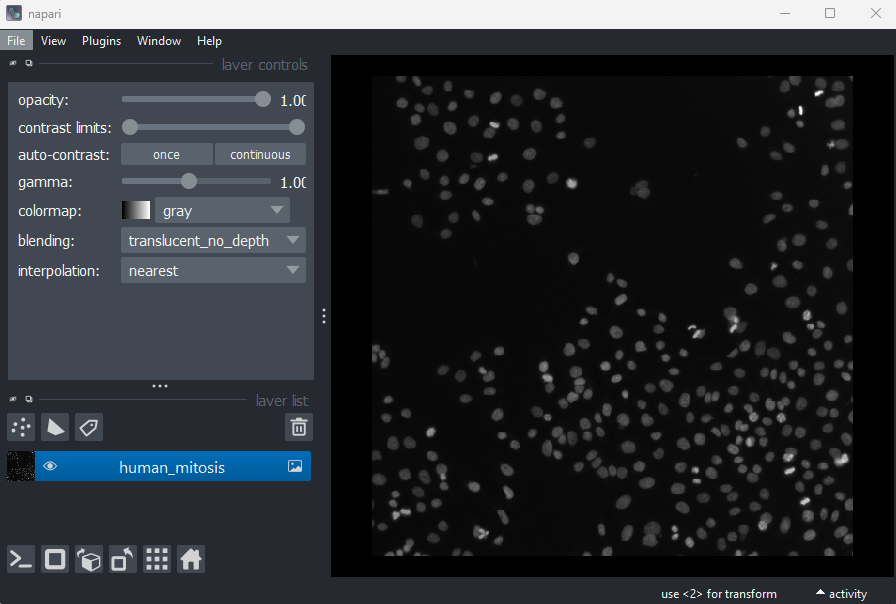 napari
File View Plugins Window Help
layer controls
opacity: 1.00
contrast limits:
auto-contrast: once continuous
gamma: 1.00
colormap: gray
blending: translucent_no_depth
interpolation: nearest
layer list
human_mitosis
use <2> for transform activity